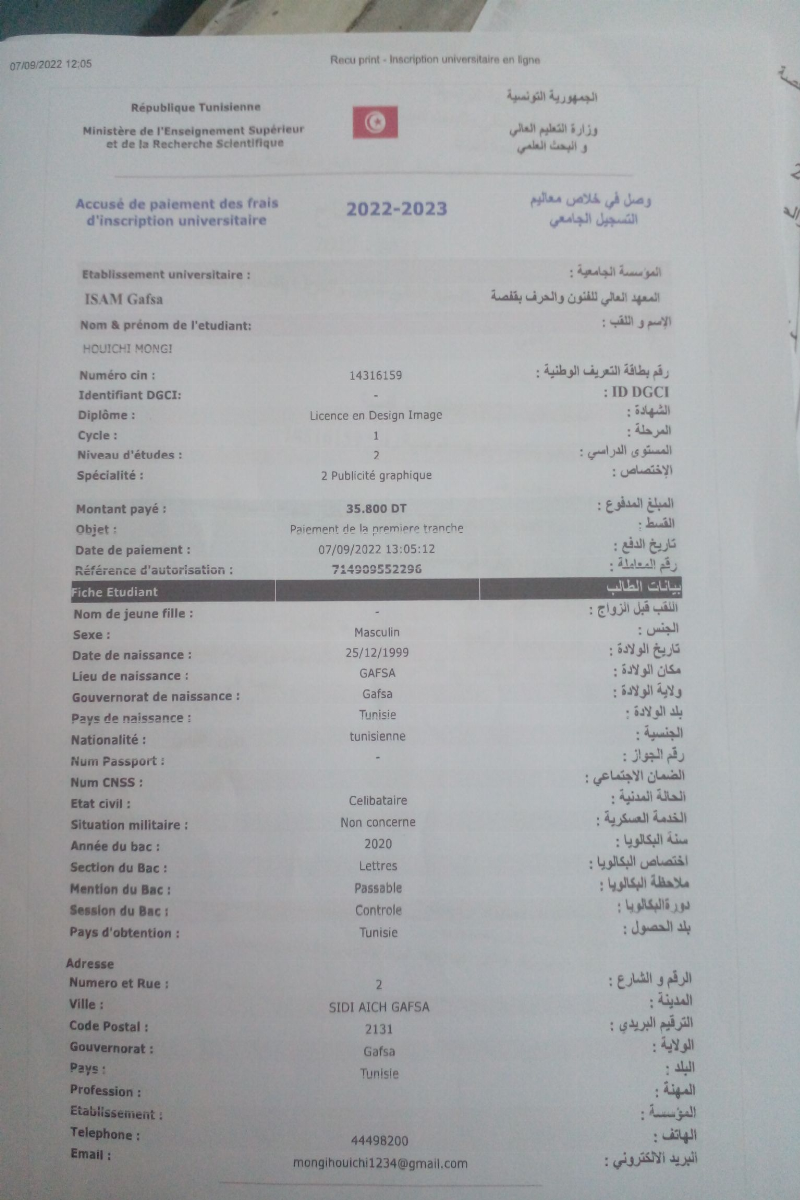 07/09/2022 12:05
Recu print - Inscription universitaire en ligne
République Tunisienne
الجمهورية التونسية
Ministère de l'Enseignement Supérieur
et de la Recherche Scientifique
وزارة التعليم العالي
و البحث العلمي
Accusé de paiement des frais
d'inscription universitaire
2022-2023
وصل في خلاص معاليم
التسجيل الجامعي
Etablissement universitaire : المؤسسة الجامعية :
ISAM Gafsa المعهد العالي للفنون والحرف بقفصة
Nom & prénom de l'etudiant: الإسم و اللقب :
HOUICHI MONGI
Numéro cin : 14316159 رقم بطاقة التعريف الوطنية :
Identifiant DGCI: - ID DGCI :
Diplôme : Licence en Design Image الشهادة :
Cycle : 1 المرحلة :
Niveau d'études : 2 المستوى الدراسي :
Spécialité : 2 Publicité graphique الإختصاص :
Montant payé : 35.800 DT المبلغ المدفوع :
Objet : Paiement de la premiere tranche القسط :
Date de paiement : 07/09/2022 13:05:12 تاريخ الدفع :
Référence d'autorisation : 714909552296 رقم المعاملة :
Fiche Etudiant بيانات الطالب
Nom de jeune fille : - اللقب قبل الزواج :
Sexe : Masculin الجنس :
Date de naissance : 25/12/1999 تاريخ الولادة :
Lieu de naissance : GAFSA مكان الولادة :
Gouvernorat de naissance : Gafsa ولاية الولادة :
Pays de naissance : Tunisie بلد الولادة :
Nationalité : tunisienne الجنسية :
Num Passport : - رقم الجواز :
Num CNSS : الضمان الاجتماعي :
Etat civil : Celibataire الحالة المدنية :
Situation militaire : Non concerne الخدمة العسكرية :
Année du bac : 2020 سنة البكالويا :
Section du Bac : Lettres اختصاص البكالويا :
Mention du Bac : Passable ملاحظة البكالويا :
Session du Bac : Controle دورةالبكالويا :
Pays d'obtention : Tunisie بلد الحصول :
Adresse
Numero et Rue : 2 الرقم و الشارع :
Ville : SIDI AICH GAFSA المدينة :
Code Postal : 2131 الترقيم البريدي :
Gouvernorat : Gafsa الولاية :
Pays : Tunisie البلد :
Profession : المهنة :
Etablissement : المؤسسة :
Telephone : 44498200 الهاتف :
Email : mongihouichi1234@gmail.com البريد الالكتروني :